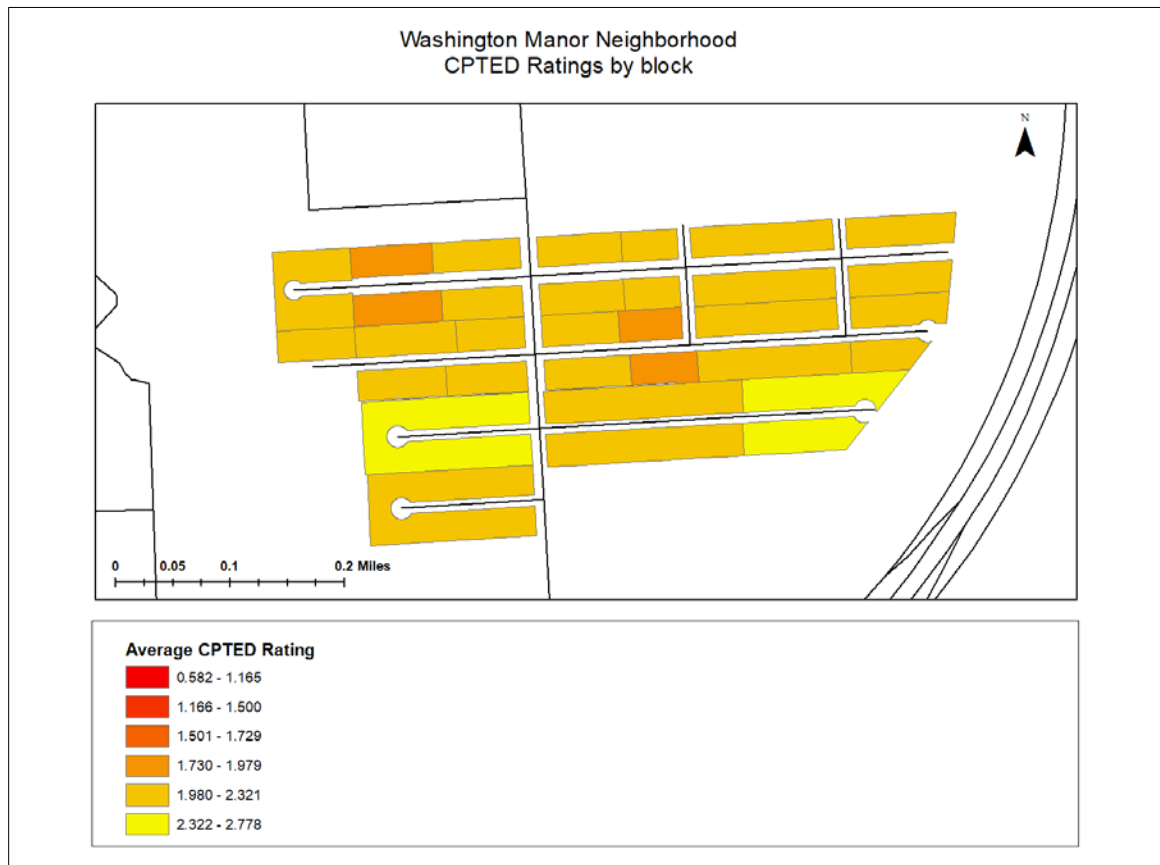 Washington Manor Neighborhood
CPTED Ratings by block
N
0 0.05 0.1 0.2 Miles
Average CPTED Rating
0.582 - 1.165
1.166 - 1.500
1.501 - 1.729
1.730 - 1.979
1.980 - 2.321
2.322 - 2.778